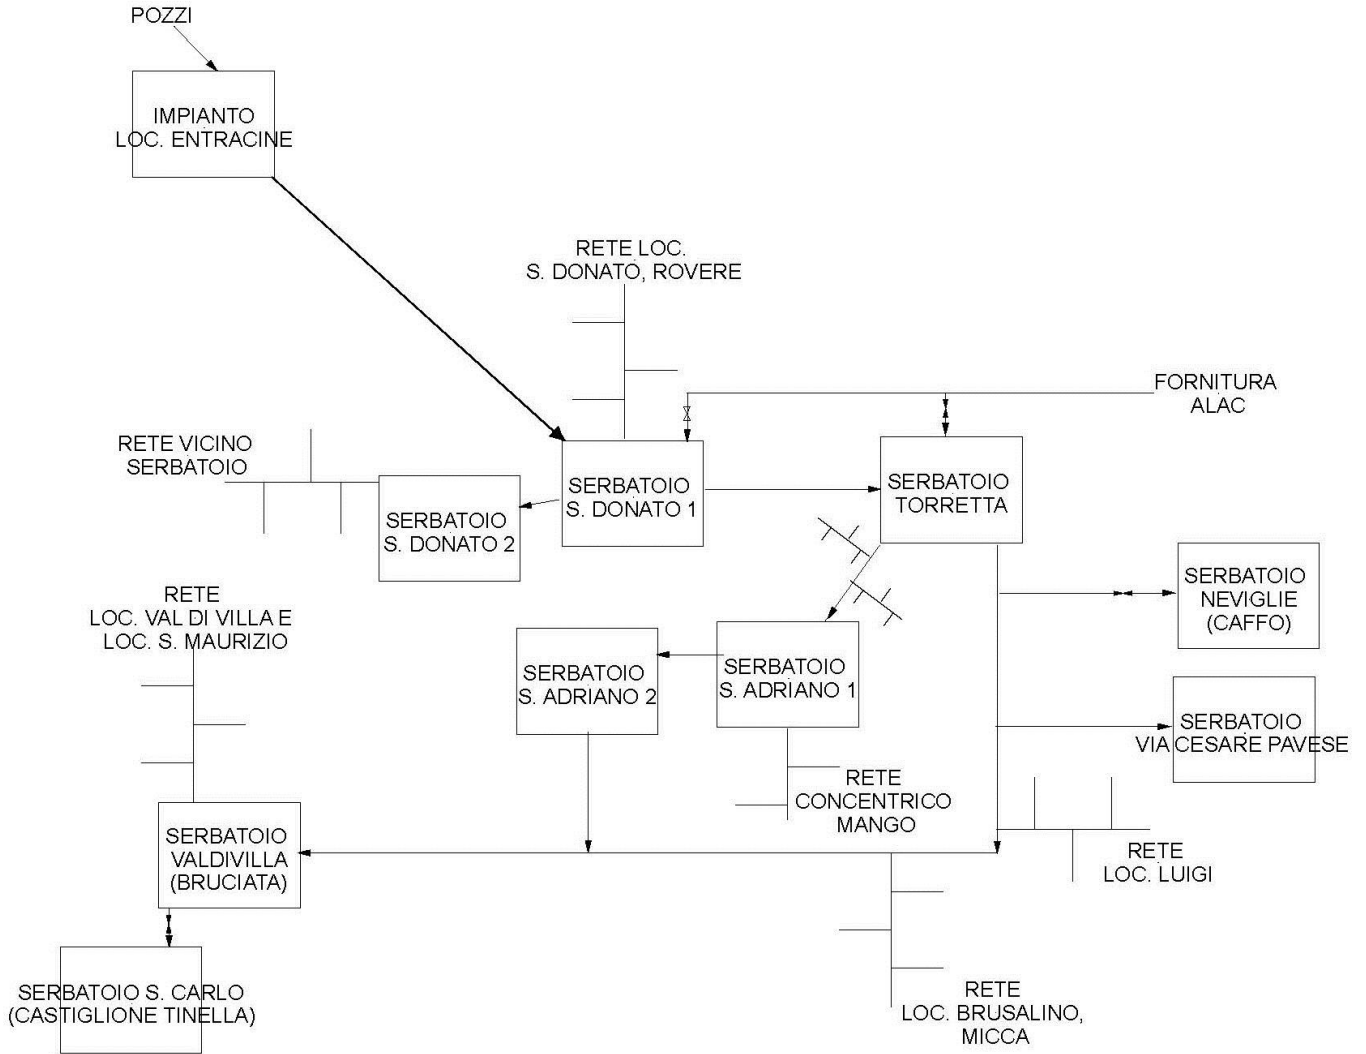 POZZI
IMPIANTO
LOC. ENTRACINE
RETE LOC.
S. DONATO, ROVERE
FORNITURA
ALAC
RETE VICINO
SERBATOIO
SERBATOIO
S. DONATO 2
SERBATOIO
S. DONATO 1
SERBATOIO
TORRETTA
SERBATOIO
NEVIGLIE
(CAFFO)
RETE
LOC. VAL DI VILLA E
LOC. S. MAURIZIO
SERBATOIO
S. ADRIANO 2
SERBATOIO
S. ADRIANO 1
SERBATOIO
VIA CESARE PAVESE
RETE
CONCENTRICO
MANGO
SERBATOIO
VALDIVILLA
(BRUCIATA)
RETE
LOC. LUIGI
SERBATOIO S. CARLO
(CASTIGLIONE TINELLA)
RETE
LOC. BRUSALINO,
MICCA